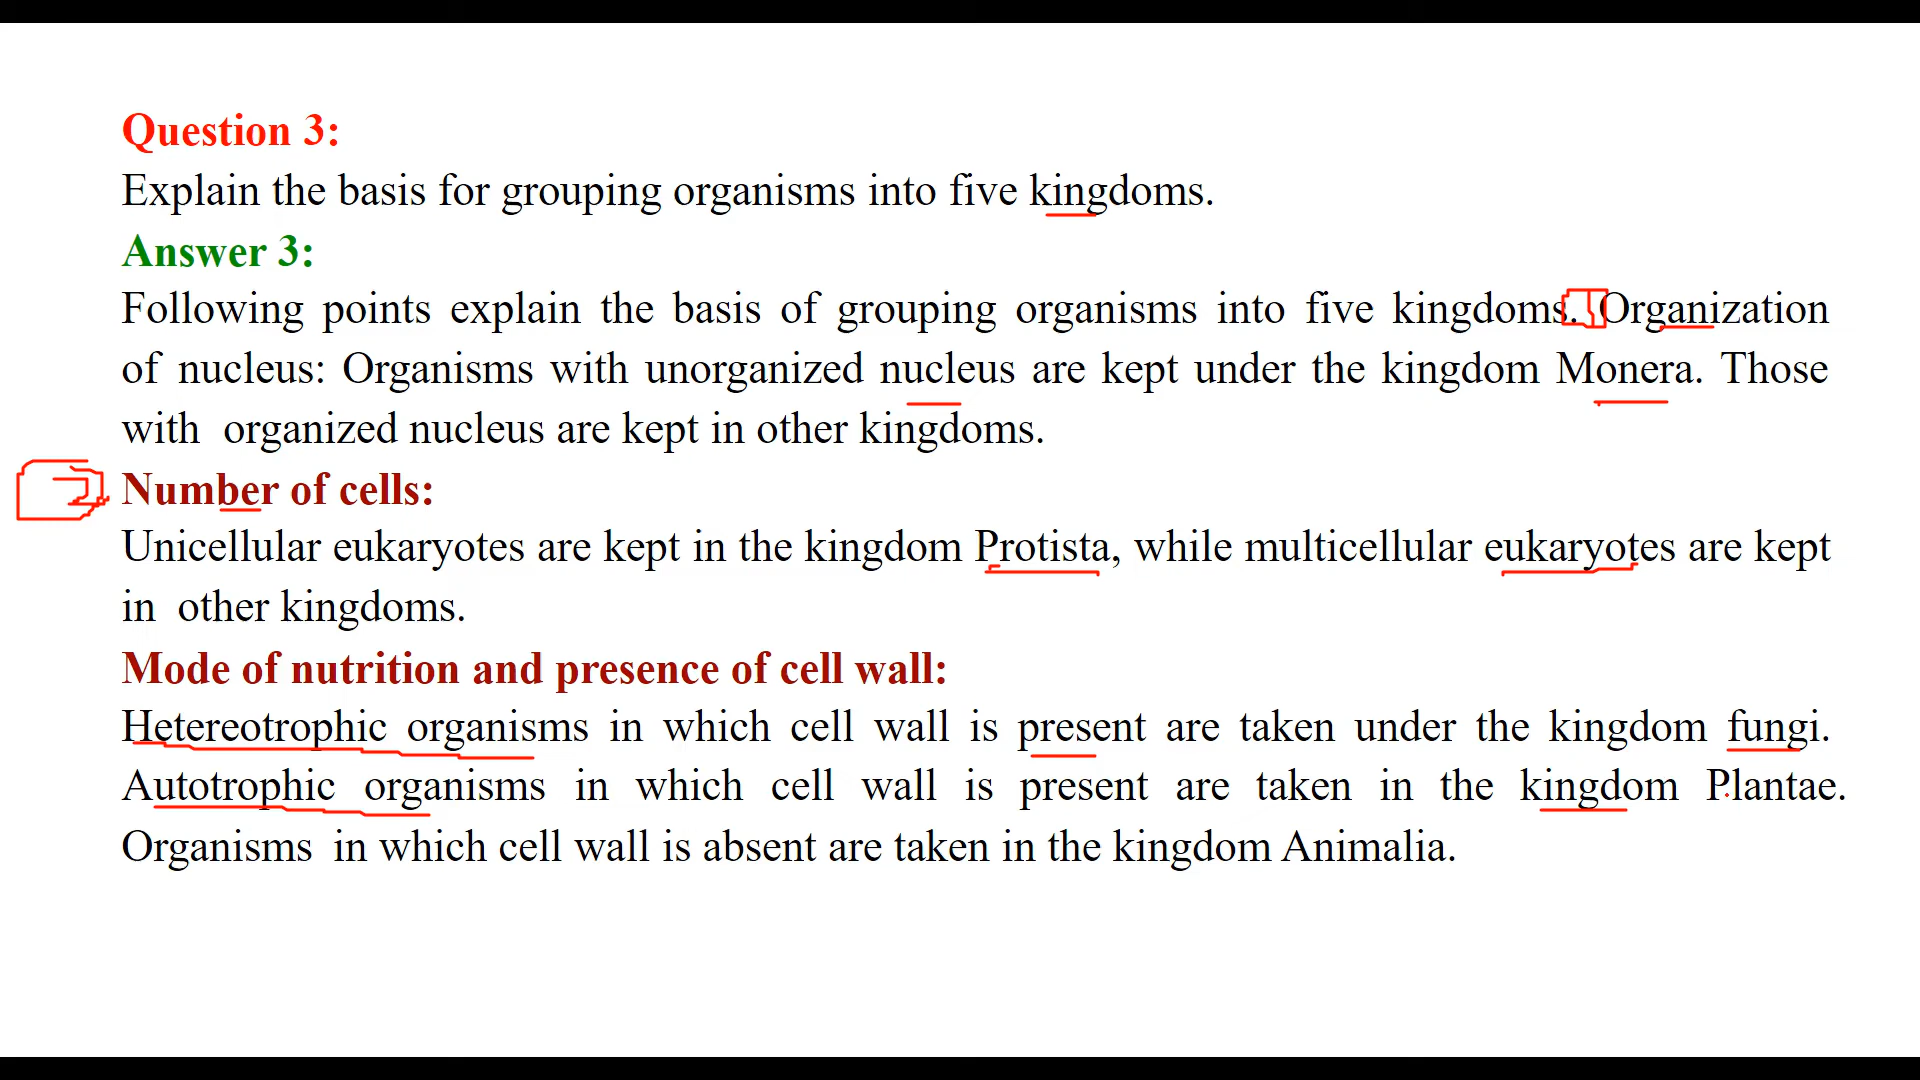 Question 3:
Explain the basis for grouping organisms into five kingdoms.
Answer 3:
Following points explain the basis of grouping organisms into five kingdoms. Organization
of nucleus: Organisms with unorganized nucleus are kept under the kingdom Monera. Those
with organized nucleus are kept in other kingdoms.
Number of cells:
Unicellular eukaryotes are kept in the kingdom Protista, while multicellular eukaryotes are kept
in other kingdoms.
Mode of nutrition and presence of cell wall:
Hetereotrophic organisms in which cell wall is present are taken under the kingdom fungi.
Autotrophic organisms in which cell wall is present are taken in the kingdom Plantae.
Organisms in which cell wall is absent are taken in the kingdom Animalia.